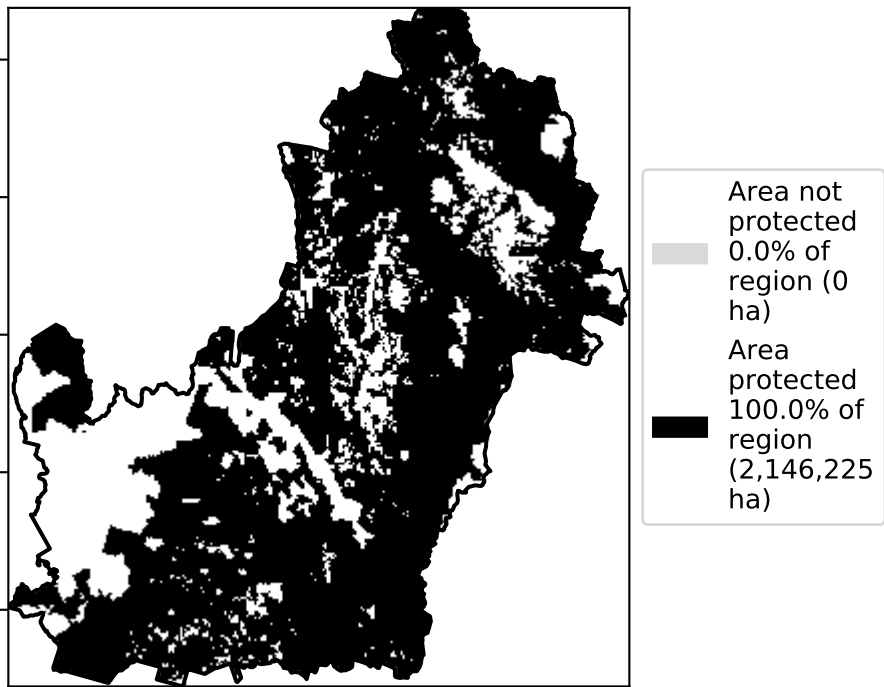 Area not
protected
0.0% of
region (0
ha)
Area
protected
100.0% of
region
(2,146,225
ha)